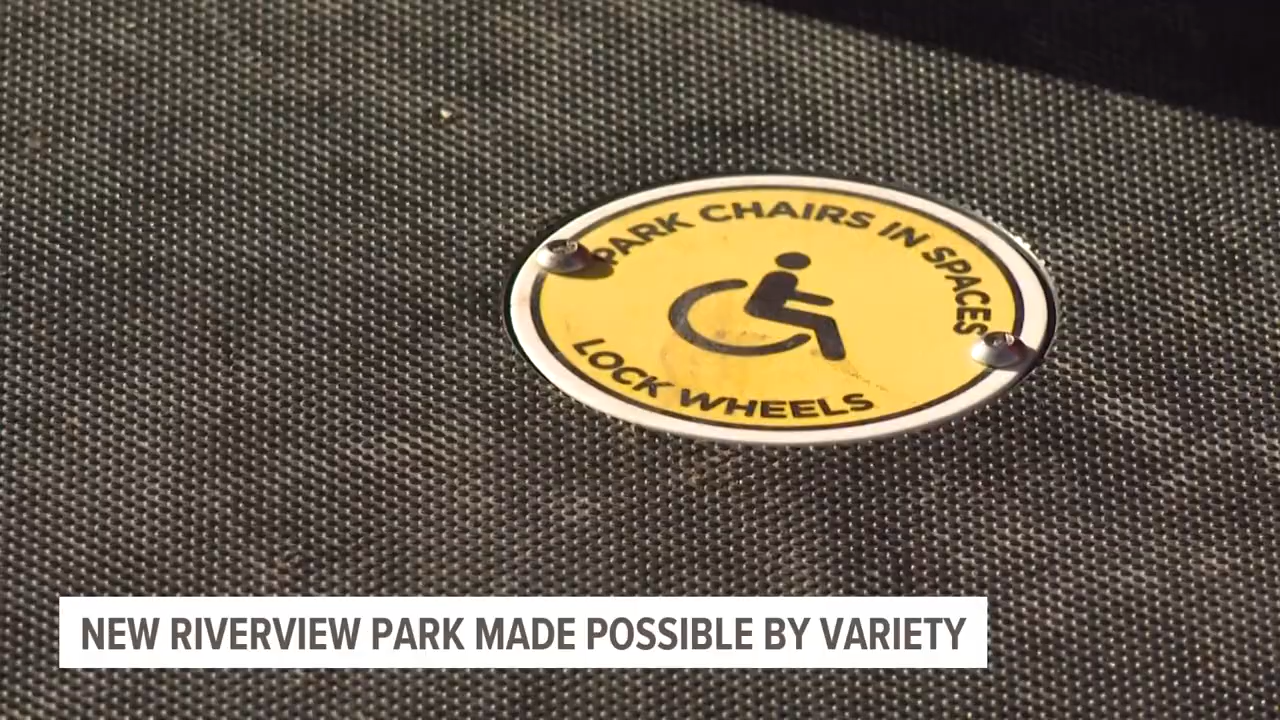 PARK CHAIRS IN SPACES
LOCK WHEELS
NEW RIVERVIEW PARK MADE POSSIBLE BY VARIETY